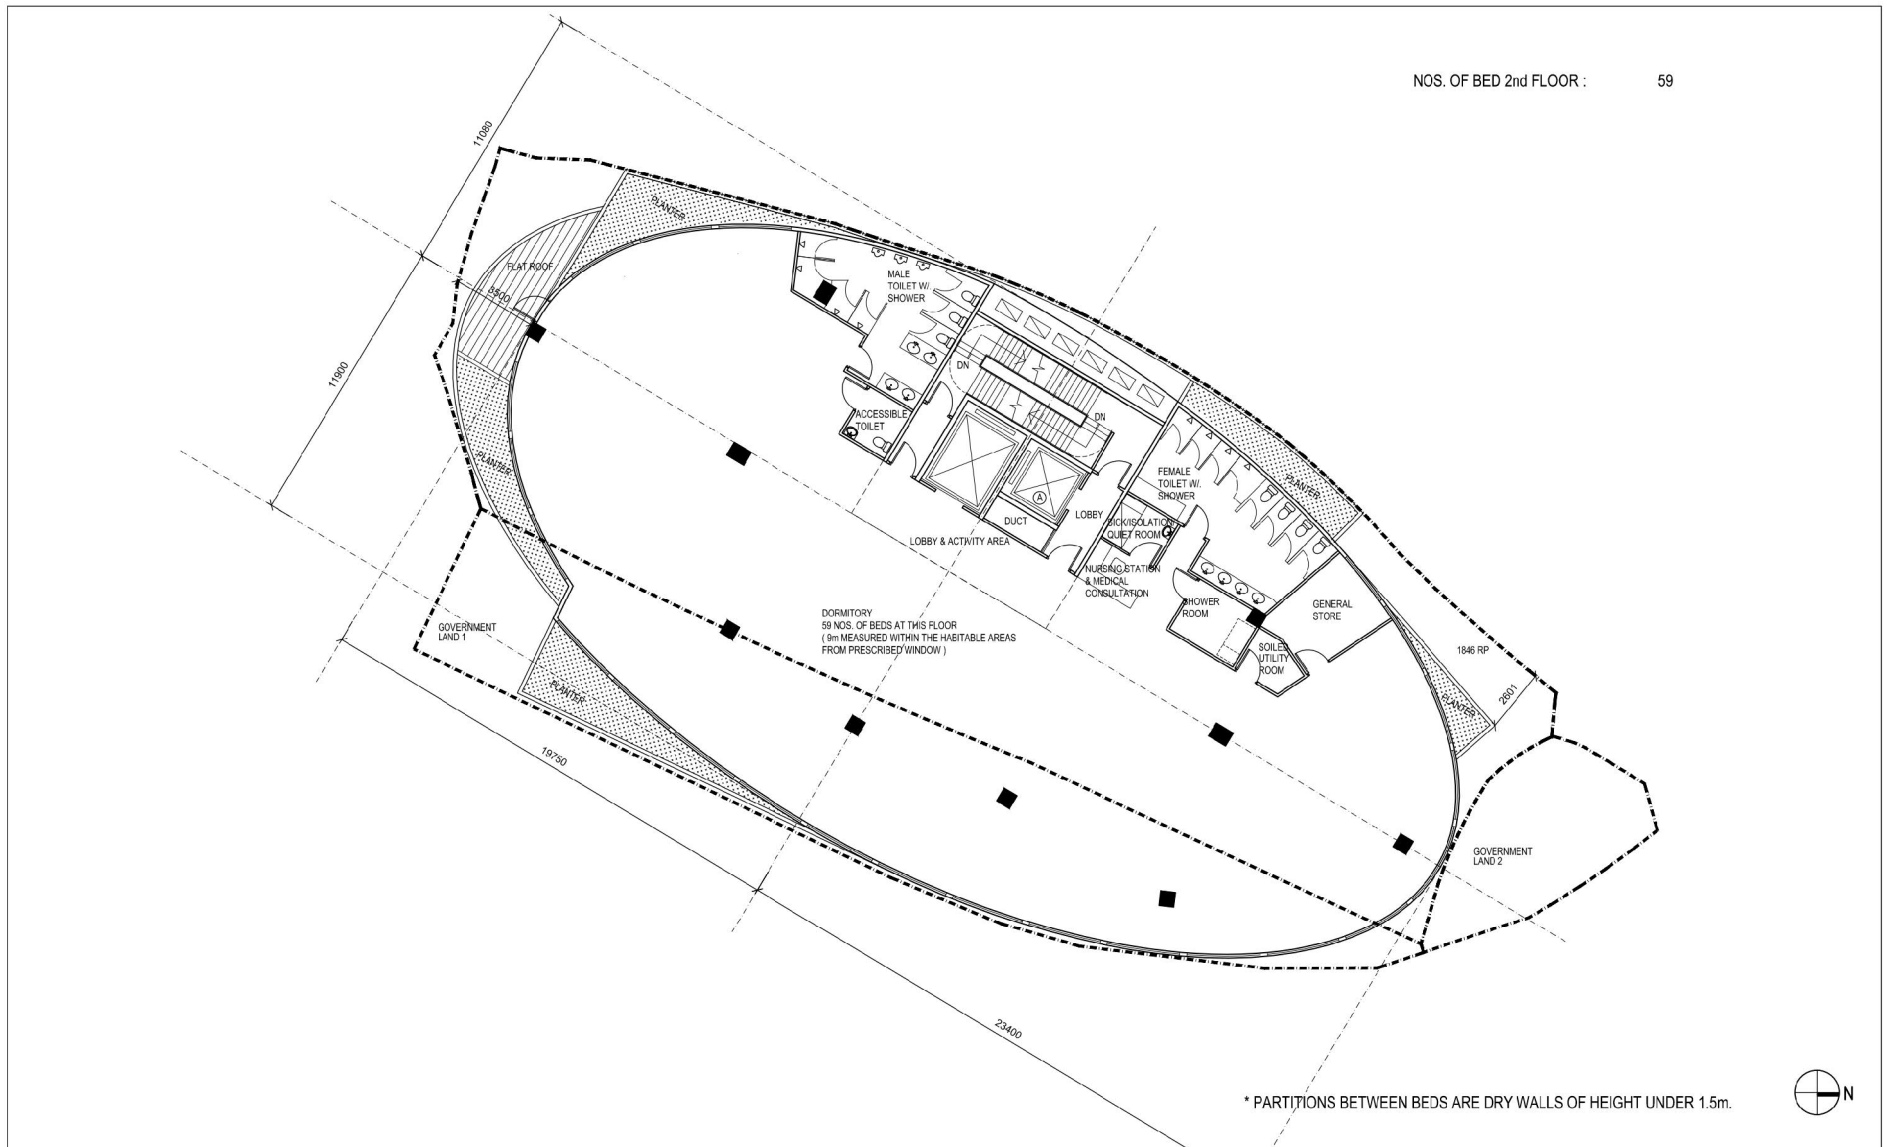 NOS. OF BED 2nd FLOOR : 59
11080
PLANTER
FLAT ROOF
3500
MALE
TOILET W/.
SHOWER
11900
DN
ACCESSIBLE
TOILET
DN
PLANTER
FEMALE
TOILET W/.
SHOWER
PLANTER
A
DUCT
LOBBY
SICK/ISOLATION/
QUIET ROOM
LOBBY & ACTIVITY AREA
NURSING STATION
& MEDICAL
CONSULTATION
SHOWER
ROOM
GENERAL
STORE
GOVERNMENT
LAND 1
DORMITORY
59 NOS. OF BEDS AT THIS FLOOR
( 9m MEASURED WITHIN THE HABITABLE AREAS
FROM PRESCRIBED WINDOW )
SOILED
UTILITY
ROOM
1846 RP
PLANTER
2601
PLANTER
19750
GOVERNMENT
LAND 2
23400
* PARTITIONS BETWEEN BEDS ARE DRY WALLS OF HEIGHT UNDER 1.5m.
N